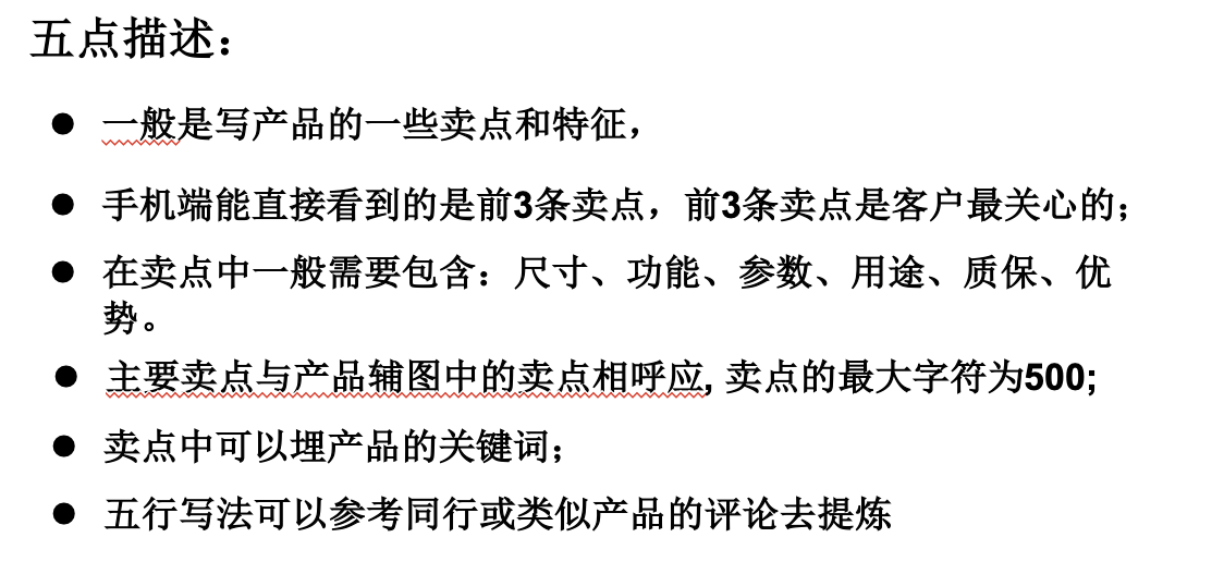 五点描述：
● 一般是写产品的一些卖点和特征，
● 手机端能直接看到的是前3条卖点，前3条卖点是客户最关心的；
● 在卖点中一般需要包含：尺寸、功能、参数、用途、质保、优
势。
● 主要卖点与产品辅图中的卖点相呼应, 卖点的最大字符为500;
● 卖点中可以埋产品的关键词；
● 五行写法可以参考同行或类似产品的评论去提炼